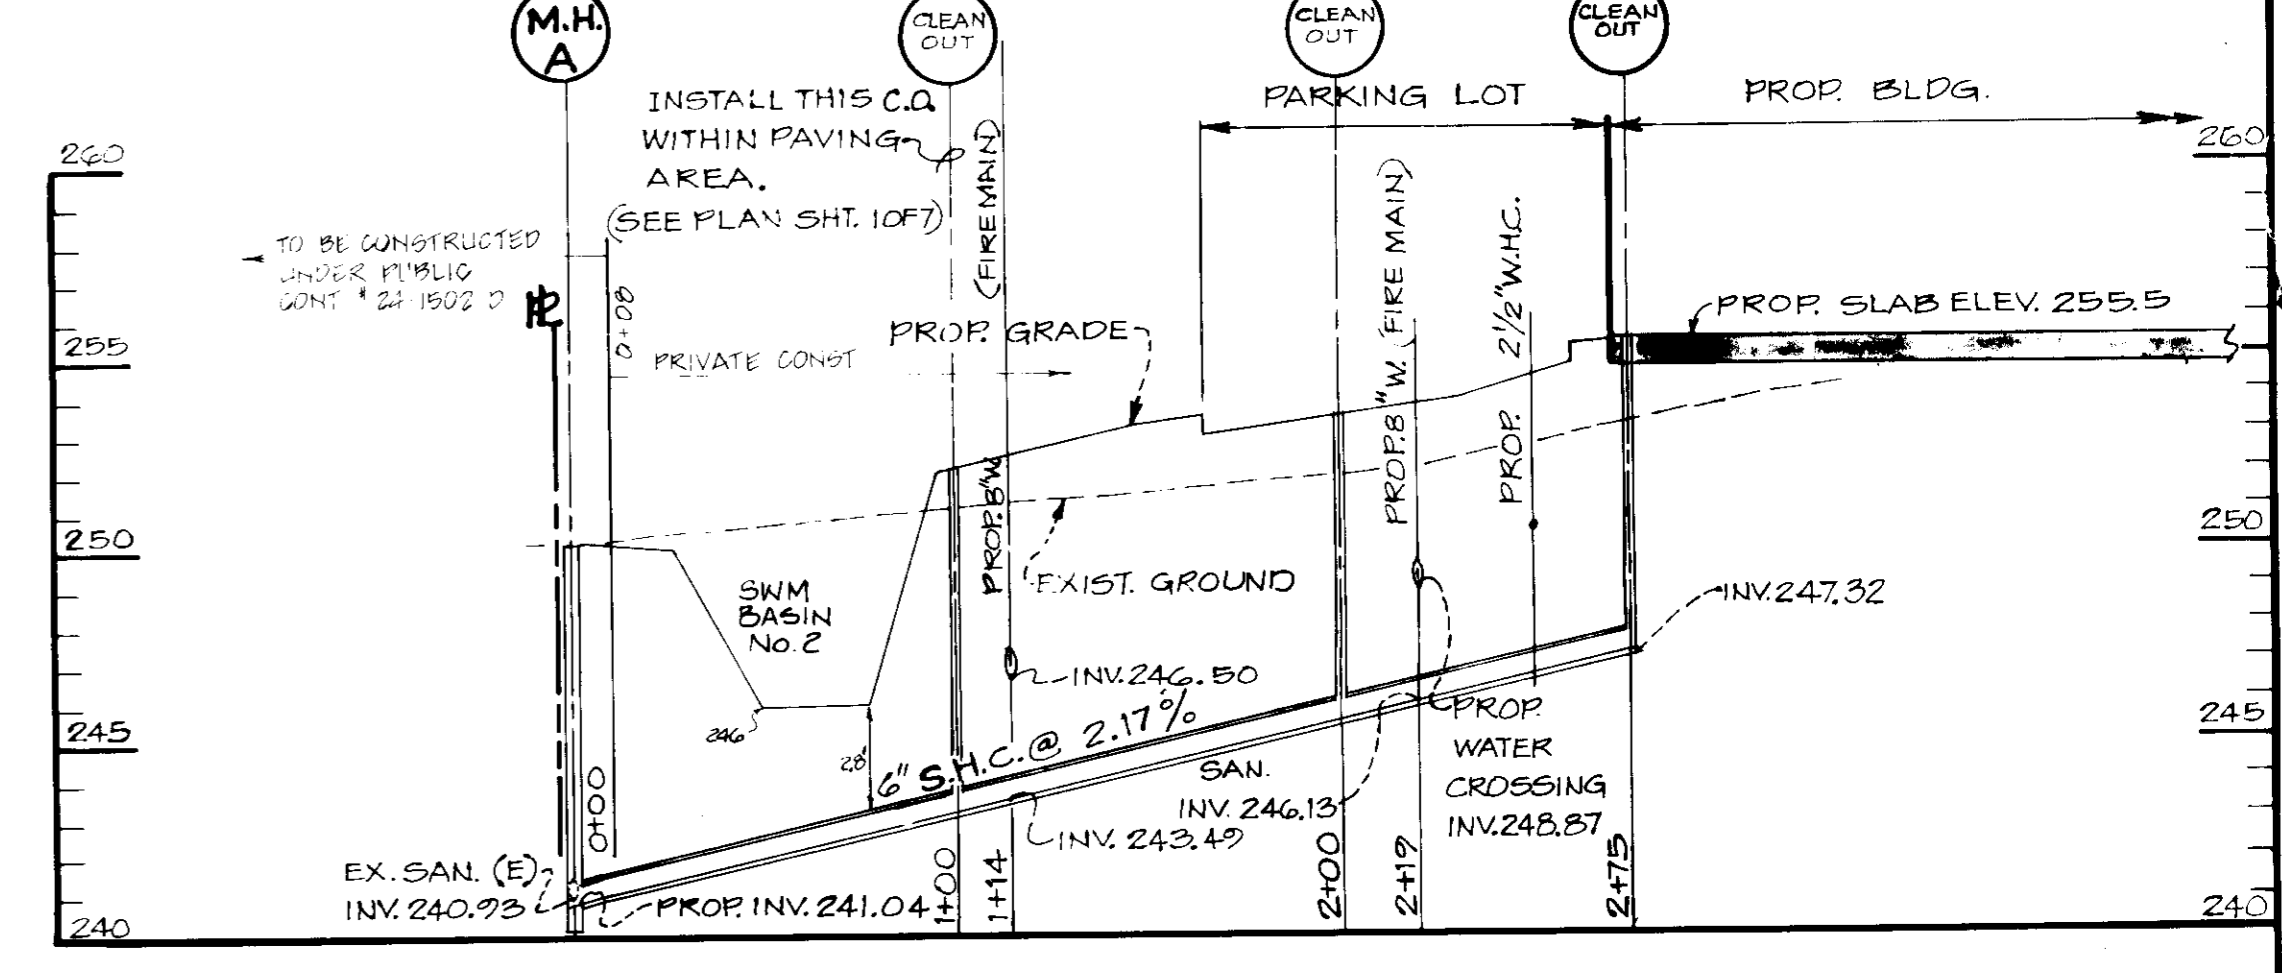 M.H.
A
CLEAN
OUT
CLEAN
OUT
CLEAN
OUT
INSTALL THIS C.O.
WITHIN PAVING
AREA.
(SEE PLAN SHT. 1OF7)
(FIRE MAIN)
PROP. 8"W.
PARKING LOT
PROP. BLDG.
260
260
TO BE CONSTRUCTED
UNDER PUBLIC
CONT # 24-1502 D
PL
0+08
PRIVATE CONST
PROP. GRADE
PROP. 8"W. (FIRE MAIN)
PROP. 2 1/2" W.H.C.
PROP. SLAB ELEV. 255.5
255
250
250
SWM
BASIN
No. 2
EXIST. GROUND
INV. 247.32
INV. 246.50
246
2.8'
6" S.H.C. @ 2.17%
245
245
SAN.
INV. 246.13
PROP.
WATER
CROSSING
INV. 248.87
INV. 243.49
0+00
1+00
1+14
2+00
2+19
2+75
EX. SAN. (E)
INV. 240.93
PROP. INV. 241.04
240
240